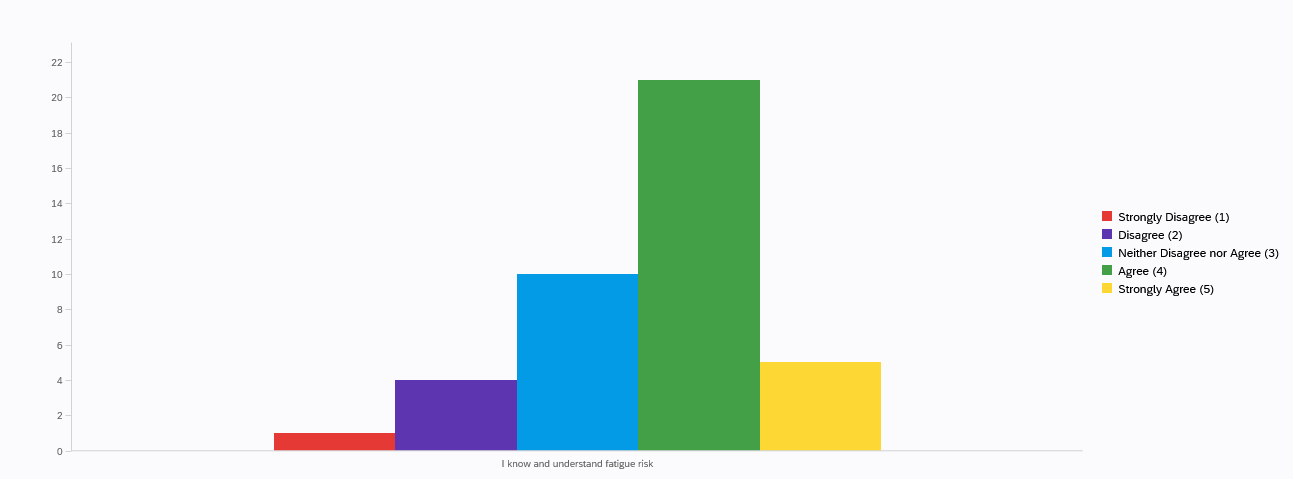 22
20
18
16
14
12
10
8
6
4
2
0
I know and understand fatigue risk
Strongly Disagree (1)
Disagree (2)
Neither Disagree nor Agree (3)
Agree (4)
Strongly Agree (5)